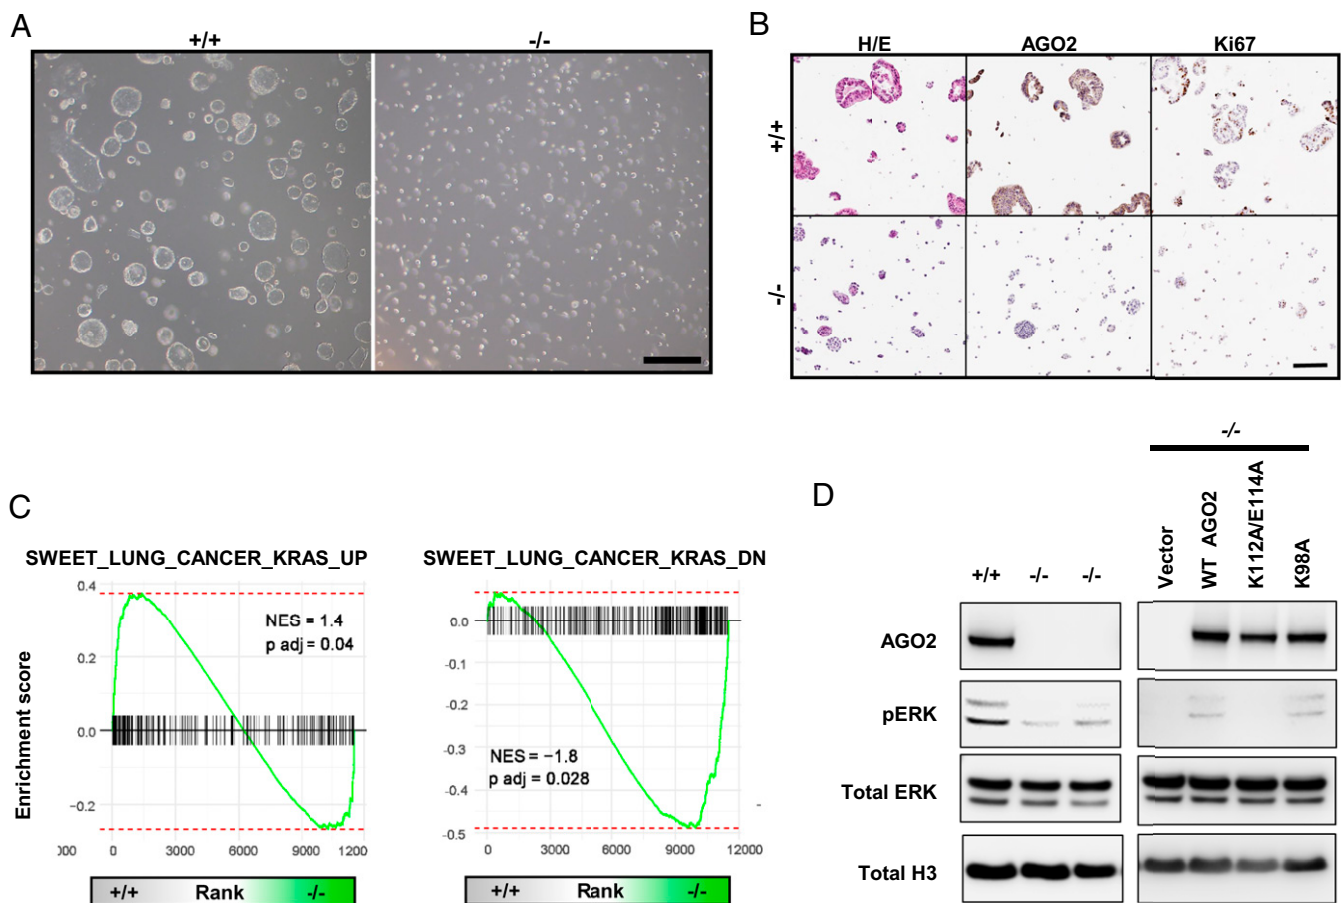 A
+/+
-/-
B
H/E
AGO2
Ki67
+/+
-/-
C
SWEET_LUNG_CANCER_KRAS_UP
0.4
0.2
0.0
−0.2
NES = 1.4
p adj = 0.04
Enrichment score
000
0
3000
6000
9000
1200
+/+
Rank
-/-
SWEET_LUNG_CANCER_KRAS_DN
0.0
-0.1
-0.2
-0.3
-0.4
-0.5
NES = −1.8
p adj = 0.028
-
0
3000
6000
9000
12000
+/+
Rank
-/-
D
-/-
+/+
-/-
-/-
Vector
WT AGO2
K112A/E114A
K98A
AGO2
pERK
Total ERK
Total H3